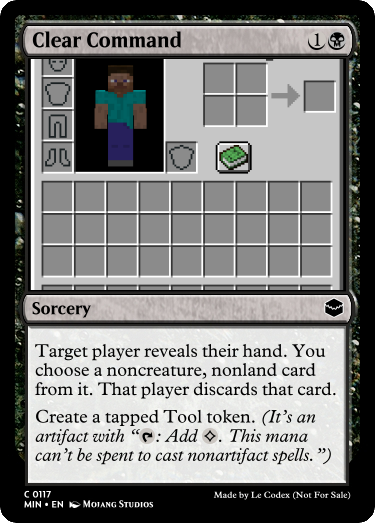 Clear Command 1
Sorcery
Target player reveals their hand. You
choose a noncreature, nonland card
from it. That player discards that card.
Create a tapped Tool token. (It's an
artifact with “: Add . This mana
can't be spent to cast nonartifact spells.”)
C 0117
MIN • EN Mojang Studios
Made by Le Codex (Not For Sale)